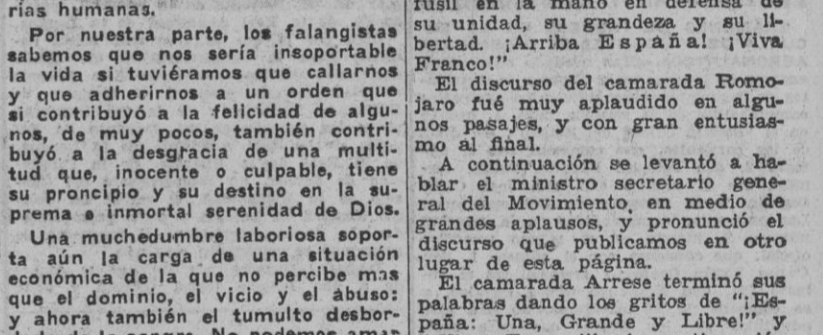 rías humanas.
Por nuestra parte, los falangistas
sabemos que nos sería insoportable
la vida si tuviéramos que callarnos
y que adherirnos a un orden que
si contribuyó a la felicidad de algu-
nos, de muy pocos, también contri-
buyó a la desgracia de una multi-
tud que, inocente o culpable, tiene
su proncipio y su destino en la su-
prema e inmortal serenidad de Dios.
Una muchedumbre laboriosa sopor-
ta aún la carga de una situación
económica de la que no percibe mas
que el dominio, el vicio y el abuso:
y ahora también el tumulto desbor-
fusil en la mano en defensa de
su unidad, su grandeza y su li-
bertad. ¡Arriba España! ¡Viva
Franco!"
El discurso del camarada Romo-
jaro fué muy aplaudido en algu-
nos pasajes, y con gran entusias-
mo al final.
A continuación se levantó a ha-
blar el ministro secretario gene-
ral del Movimiento, en medio de
grandes aplausos, y pronunció el
discurso que publicamos en otro
lugar de esta página.
El camarada Arrese terminó sus
palabras dando los gritos de "¡Es-
paña: Una, Grande y Libre!" y